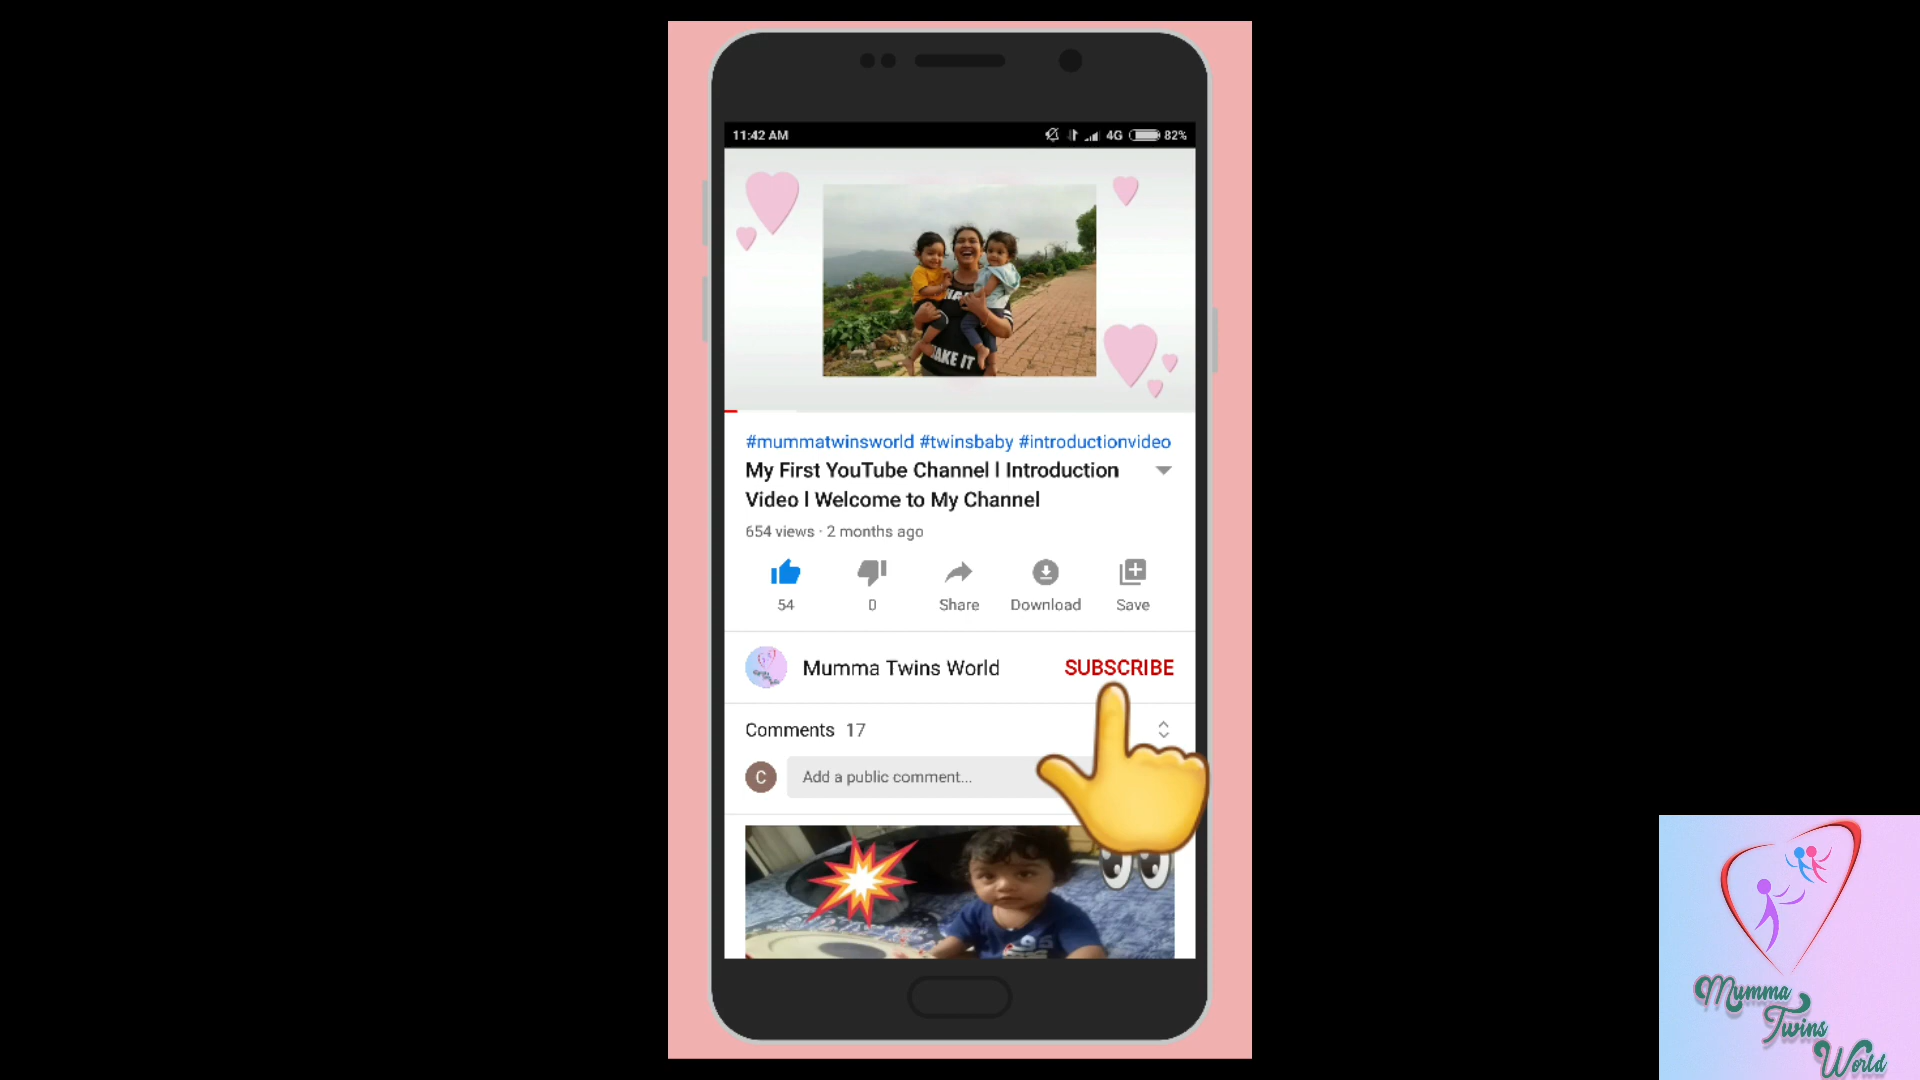 11:42 AM 4G 82%
MAKE IT
#mummatwinsworld #twinsbaby #introductionvideo
My First YouTube Channel l Introduction
Video l Welcome to My Channel
654 views · 2 months ago
54 0 Share Download Save
Mumma Twins World SUBSCRIBE
Comments 17
C Add a public comment...
95
Mumma
Twins
World